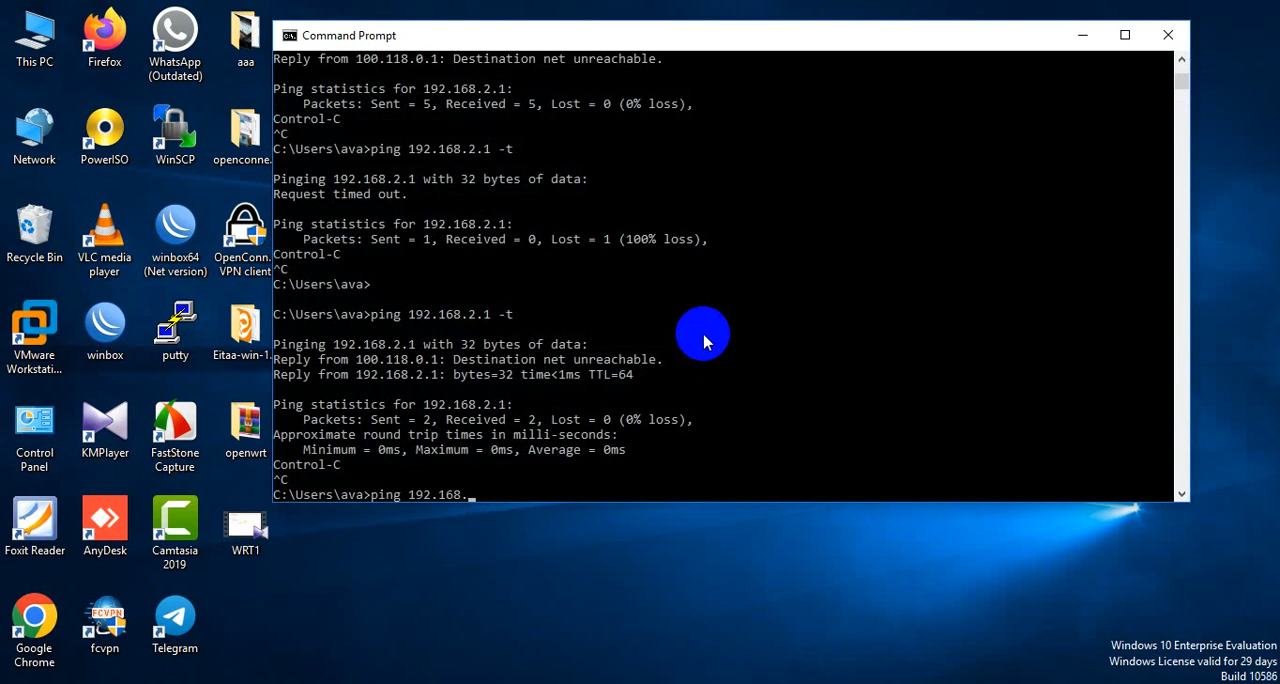 This PC
Firefox
WhatsApp
(Outdated)
aaa
Network
PowerISO
WinSCP
openconne.
Recycle Bin
VLC media
player
winbox64
(Net version)
OpenConn.
VPN client
VMware
Workstati...
winbox
putty
Eitaa-win-1.
Control
Panel
KMPlayer
FastStone
Capture
openwrt
Foxit Reader
AnyDesk
Camtasia
2019
WRT1
Google
Chrome
FCVPN
fcvpn
Telegram
Command Prompt
Reply from 100.118.0.1: Destination net unreachable.
Ping statistics for 192.168.2.1:
Packets: Sent = 5, Received = 5, Lost = 0 (0% loss),
Control-C
^C
C:\Users\ava>ping 192.168.2.1 -t
Pinging 192.168.2.1 with 32 bytes of data:
Request timed out.
Ping statistics for 192.168.2.1:
Packets: Sent = 1, Received = 0, Lost = 1 (100% loss),
Control-C
^C
C:\Users\ava>
C:\Users\ava>ping 192.168.2.1 -t
Pinging 192.168.2.1 with 32 bytes of data:
Reply from 100.118.0.1: Destination net unreachable.
Reply from 192.168.2.1: bytes=32 time<1ms TTL=64
Ping statistics for 192.168.2.1:
Packets: Sent = 2, Received = 2, Lost = 0 (0% loss),
Approximate round trip times in milli-seconds:
Minimum = 0ms, Maximum = 0ms, Average = 0ms
Control-C
^C
C:\Users\ava>ping 192.168._
Windows 10 Enterprise Evaluation
Windows License valid for 29 days
Build 10586